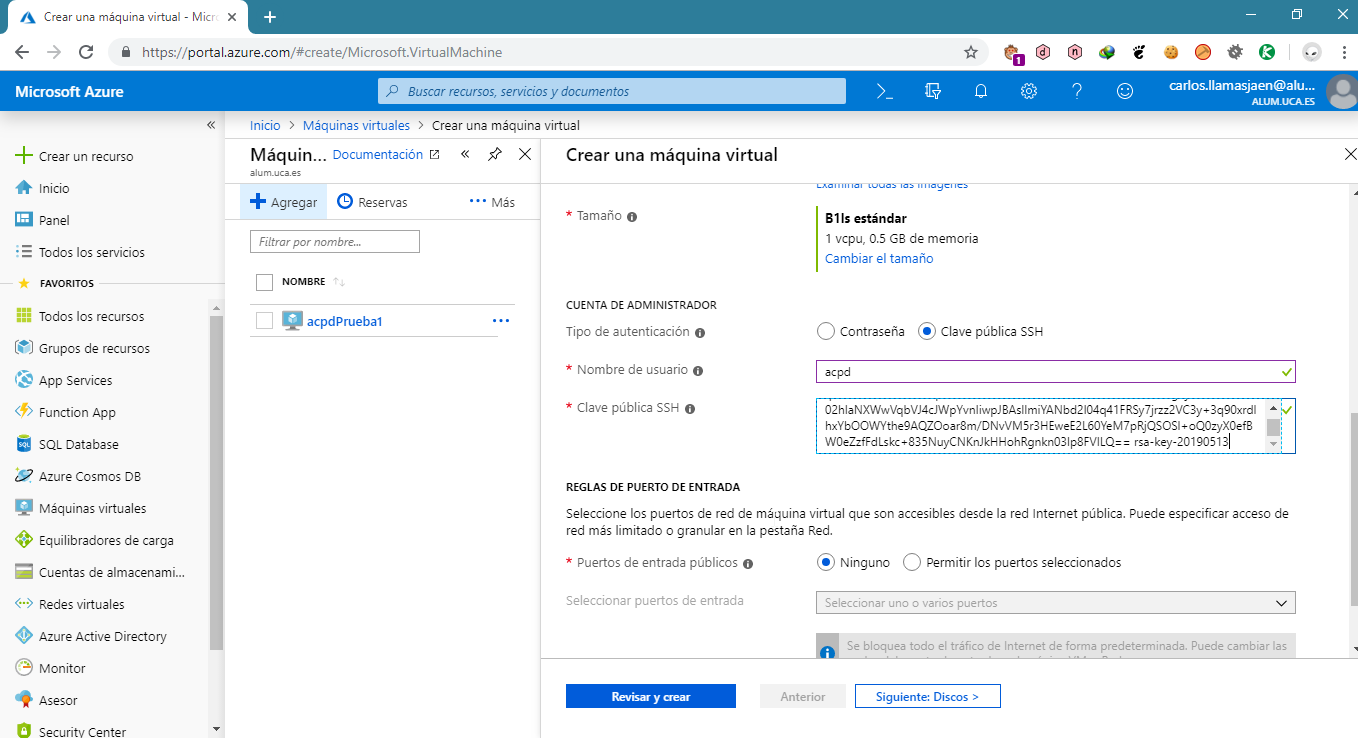 Crear una máquina virtual - Micro
https://portal.azure.com/#create/Microsoft.VirtualMachine
1
Microsoft Azure
Buscar recursos, servicios y documentos
carlos.llamasjaen@alu...
ALUM.UCA.ES
Crear un recurso
Inicio
Panel
Todos los servicios
FAVORITOS
Todos los recursos
Grupos de recursos
App Services
Function App
SQL Database
Azure Cosmos DB
Máquinas virtuales
Equilibradores de carga
Cuentas de almacenami...
Redes virtuales
Azure Active Directory
Monitor
Asesor
Security Center
Inicio > Máquinas virtuales > Crear una máquina virtual
Máquin... Documentación
alum.uca.es
Agregar Reservas ••• Más
Filtrar por nombre...
NOMBRE
acpdPrueba1 •••
Crear una máquina virtual
Examinar todas las imágenes
* Tamaño
B1ls estándar
1 vcpu, 0.5 GB de memoria
Cambiar el tamaño
CUENTA DE ADMINISTRADOR
Tipo de autenticación
Contraseña Clave pública SSH
* Nombre de usuario
acpd
* Clave pública SSH
rsa-key-20190513
REGLAS DE PUERTO DE ENTRADA
Seleccione los puertos de red de máquina virtual que son accesibles desde la red Internet pública. Puede especificar acceso de
red más limitado o granular en la pestaña Red.
* Puertos de entrada públicos
Ninguno Permitir los puertos seleccionados
Seleccionar puertos de entrada
Seleccionar uno o varios puertos
Se bloquea todo el tráfico de Internet de forma predeterminada. Puede cambiar las
Revisar y crear
Anterior
Siguiente: Discos >